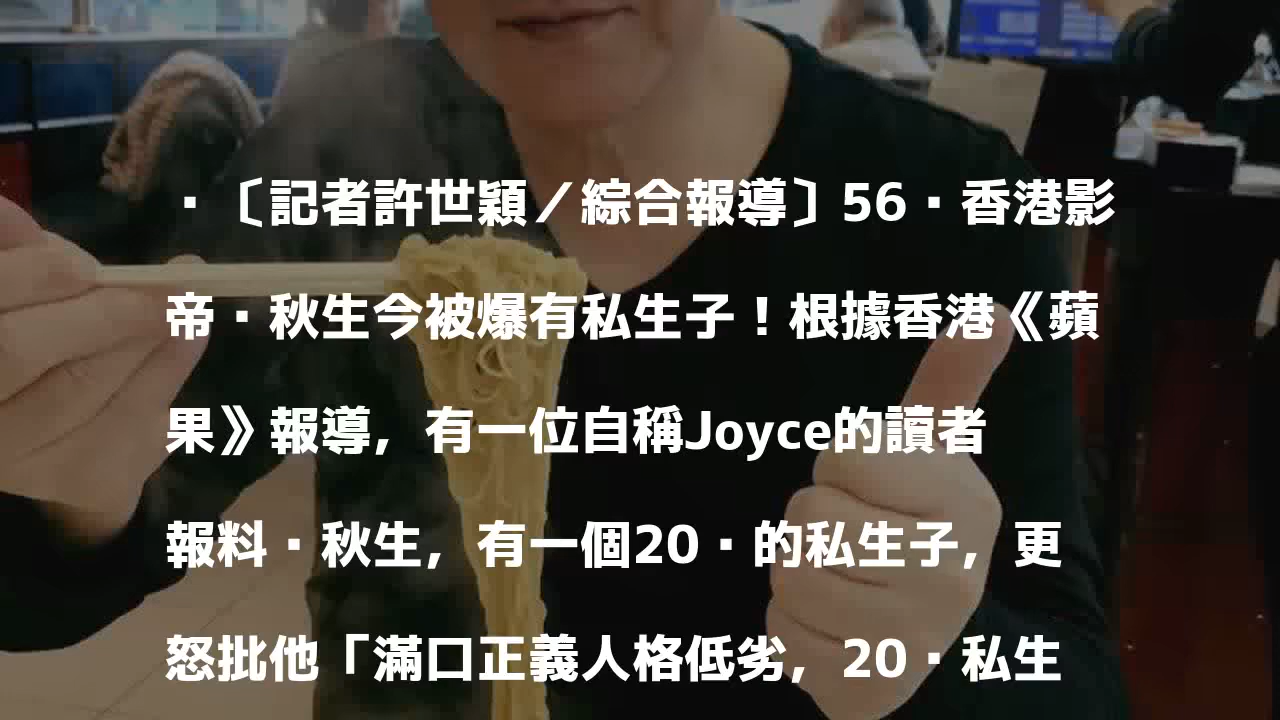 ▪〔記者許世穎／綜合報導〕56▪香港影
帝▪秋生今被爆有私生子！根據香港《蘋
果》報導，有一位自稱Joyce的讀者
報料▪秋生，有一個20▪的私生子，更
怒批他「滿口正義人格低劣，20▪私生